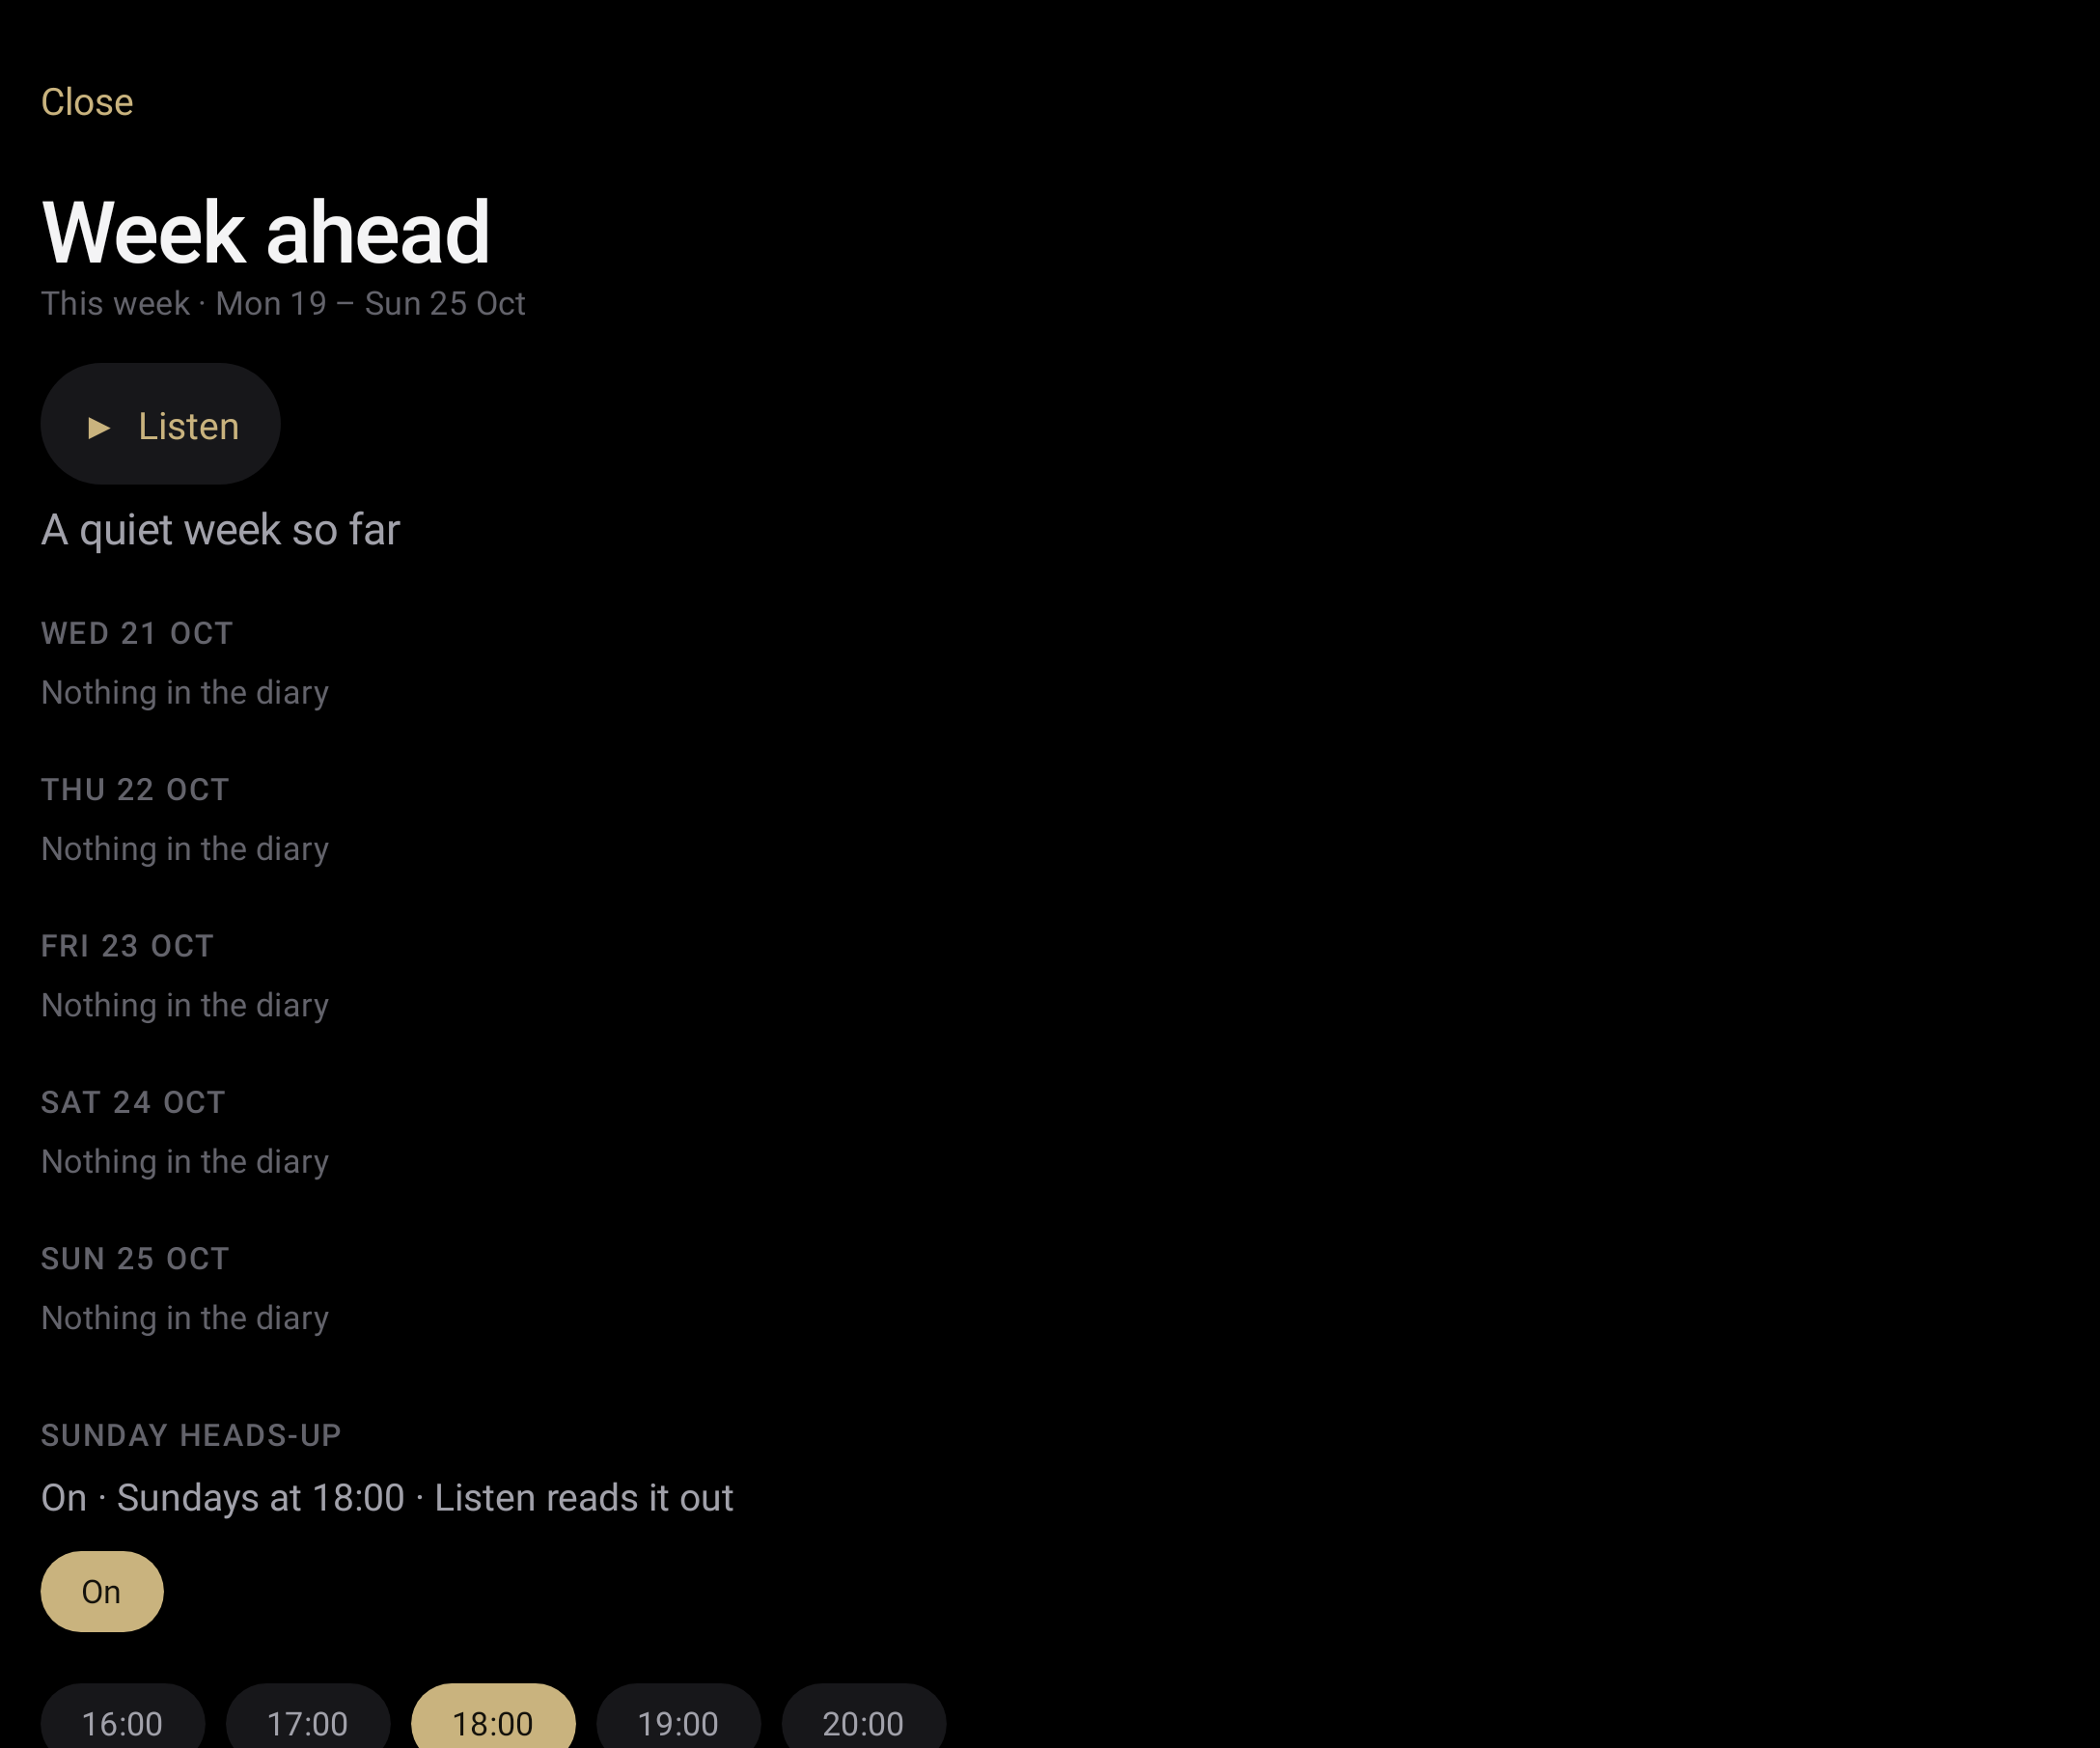 Close
Week ahead
This week · Mon 19 – Sun 25 Oct
▶ Listen
A quiet week so far
WED 21 OCT
Nothing in the diary
THU 22 OCT
Nothing in the diary
FRI 23 OCT
Nothing in the diary
SAT 24 OCT
Nothing in the diary
SUN 25 OCT
Nothing in the diary
SUNDAY HEADS-UP
On · Sundays at 18:00 · Listen reads it out
On
16:00 17:00 18:00 19:00 20:00